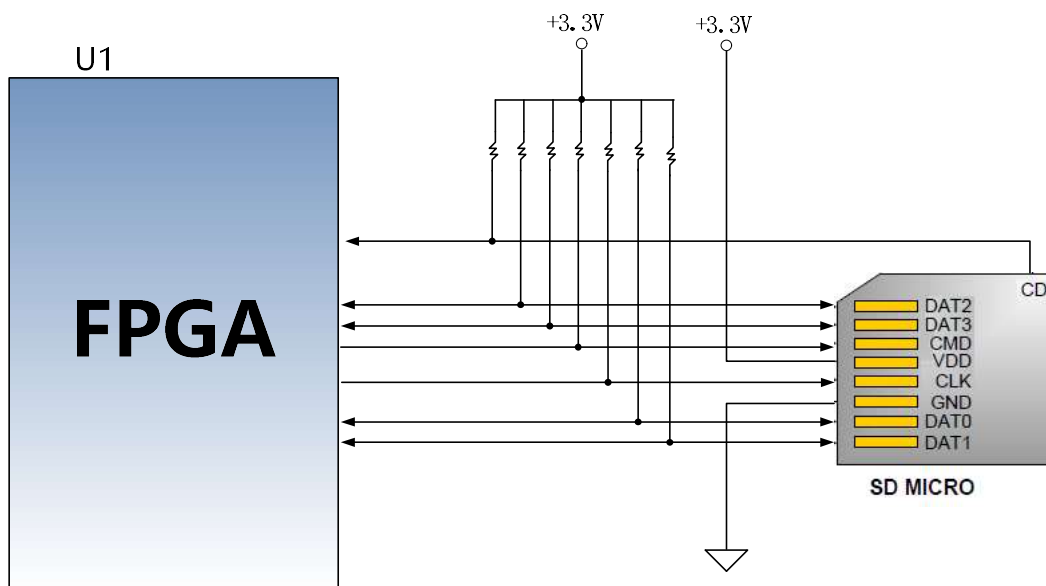 +3.3V
+3.3V
U1
FPGA
CD
DAT2
DAT3
CMD
VDD
CLK
GND
DAT0
DAT1
SD MICRO